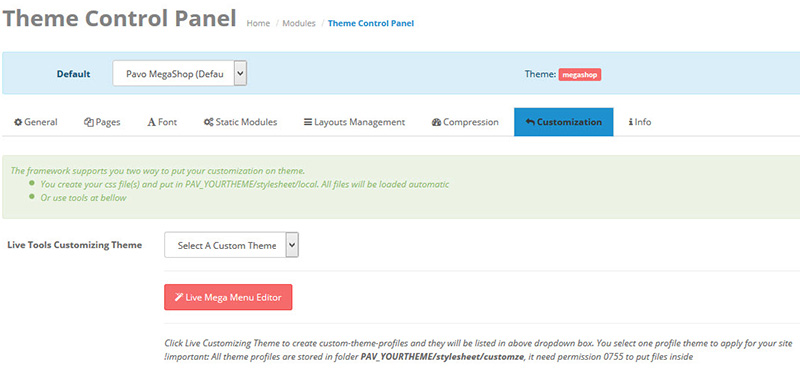 Theme Control Panel Home / Modules / Theme Control Panel
Default Pavo MegaShop (Defau Theme: megashop
General Pages Font Static Modules Layouts Management Compression Customization Info
The framework supports you two way to put your customization on theme.
You create your css file(s) and put in PAV_YOURTHEME/stylesheet/local. All files will be loaded automatic
Or use tools at bellow
Live Tools Customizing Theme Select A Custom Theme
Live Mega Menu Editor
Click Live Customizing Theme to create custom-theme-profiles and they will be listed in above dropdown box. You select one profile theme to apply for your site
!important: All theme profiles are stored in folder PAV_YOURTHEME/stylesheet/customze, it need permission 0755 to put files inside